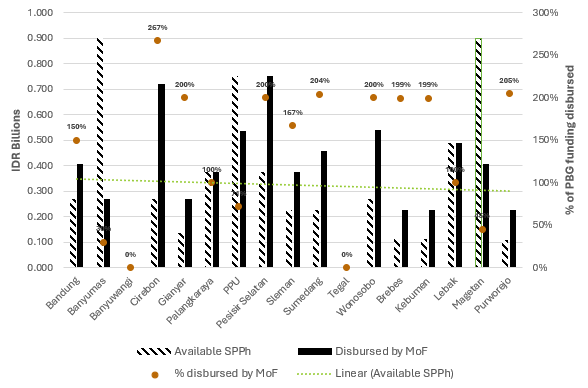 1.000
0.900
0.800
0.700
0.600
0.500
0.400
0.300
0.200
0.100
0.000
IDR Billions
300%
250%
200%
150%
100%
50%
0%
% of PBG funding disbursed
150%
0%
267%
200%
100%
200%
167%
204%
0%
200%
199%
199%
205%
Bandung
Banyumas
Banyuwangi
Cirebon
Gianyar
Palangkaraya
PPU
Pesisir Selatan
Sleman
Sumedang
Tegal
Wonosobo
Brebes
Kebuman
Lebak
Magetan
Purworejo
Available SPPh
Disbursed by MoF
% disbursed by MoF
Linear (Available SPPh)